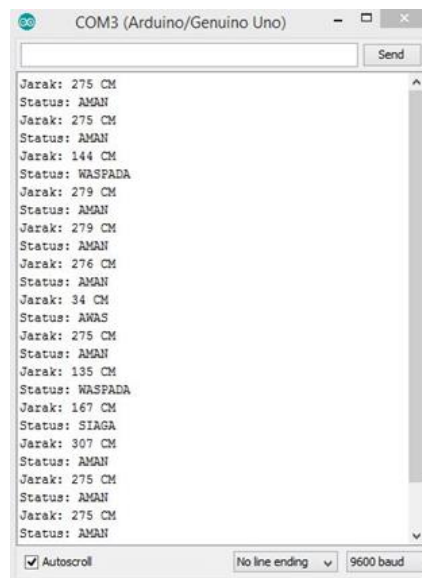 COM3 (Arduino/Genuino Uno)
Send
Jarak: 275 CM
Status: AMAN
Jarak: 275 CM
Status: AMAN
Jarak: 144 CM
Status: WASPADA
Jarak: 279 CM
Status: AMAN
Jarak: 279 CM
Status: AMAN
Jarak: 276 CM
Status: AMAN
Jarak: 34 CM
Status: AWAS
Jarak: 275 CM
Status: AMAN
Jarak: 135 CM
Status: WASPADA
Jarak: 167 CM
Status: SIAGA
Jarak: 307 CM
Status: AMAN
Jarak: 275 CM
Status: AMAN
Jarak: 275 CM
Status: AMAN
Autoscroll No line ending 9600 baud